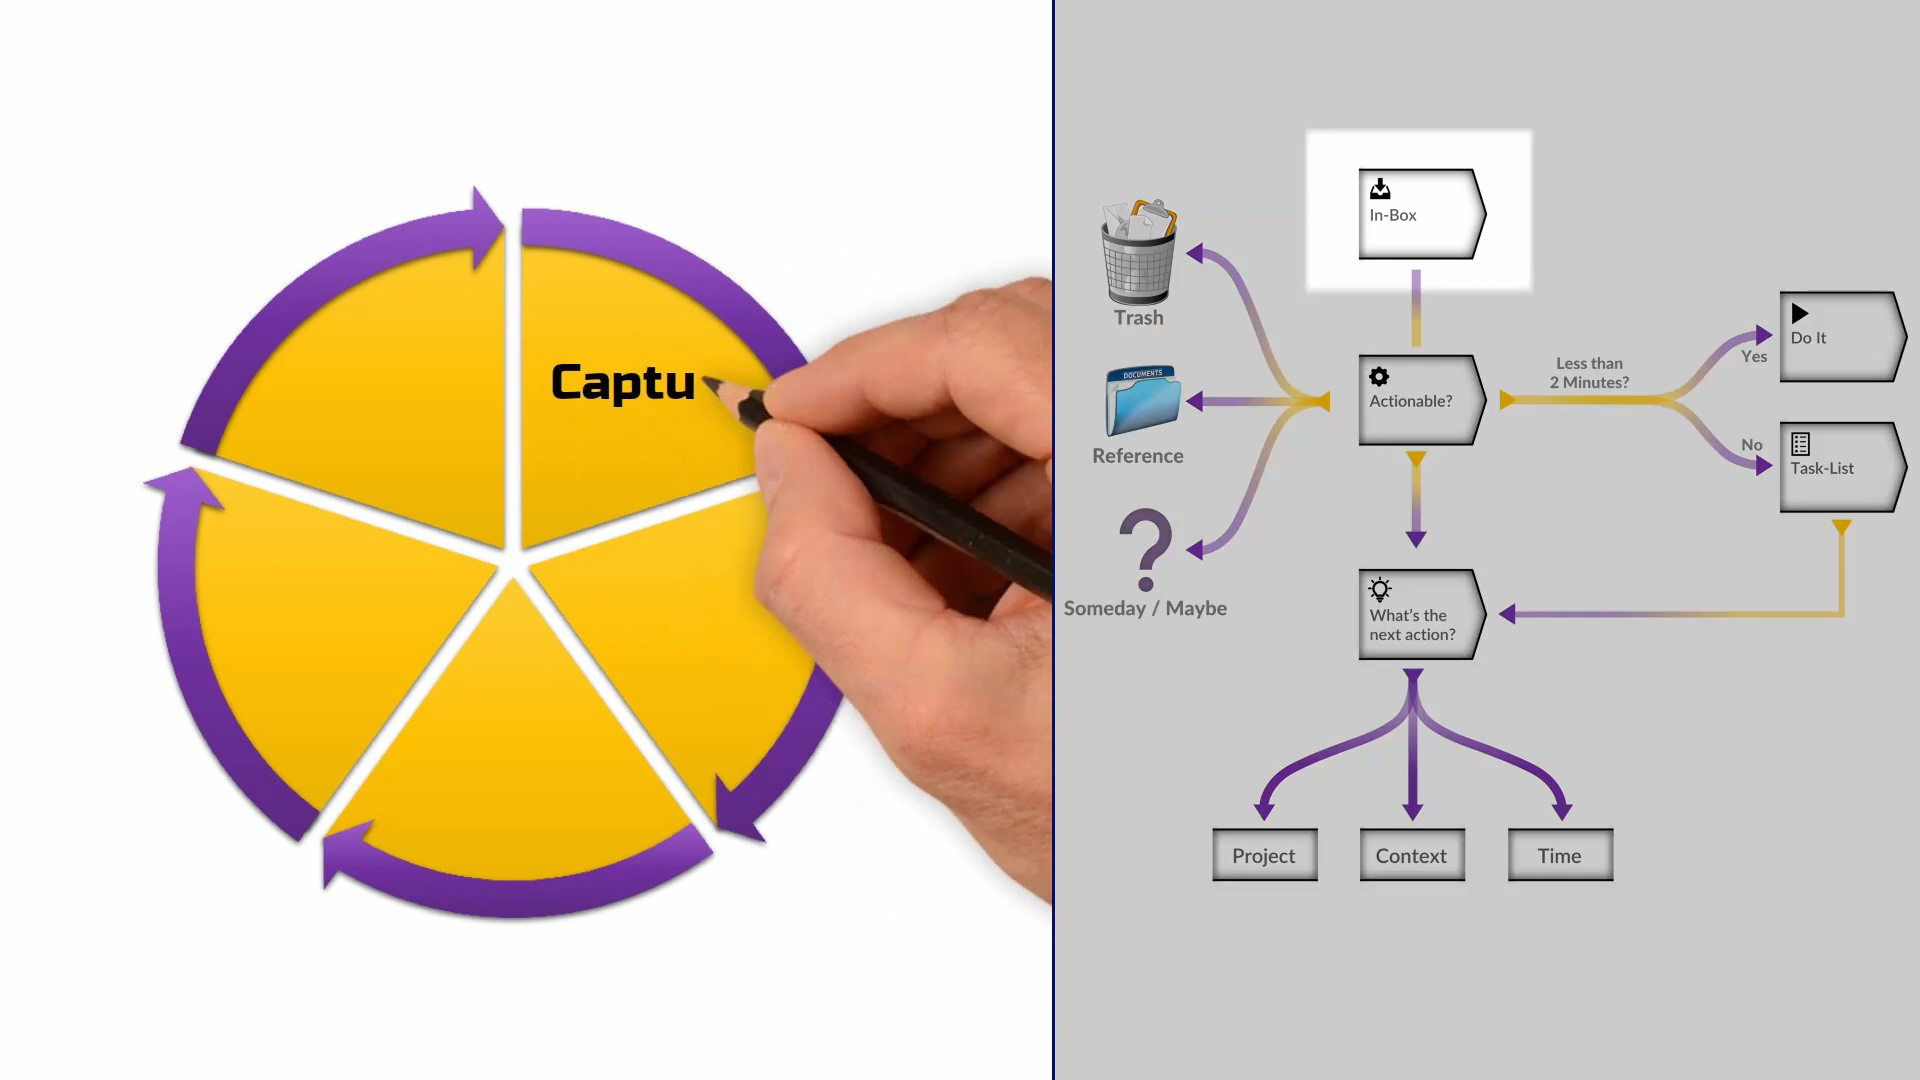 Captu
In-Box
Trash
DOCUMENTS
Reference
Someday / Maybe
Actionable?
Less than
2 Minutes?
Yes
No
Do It
Task-List
What's the
next action?
Project
Context
Time